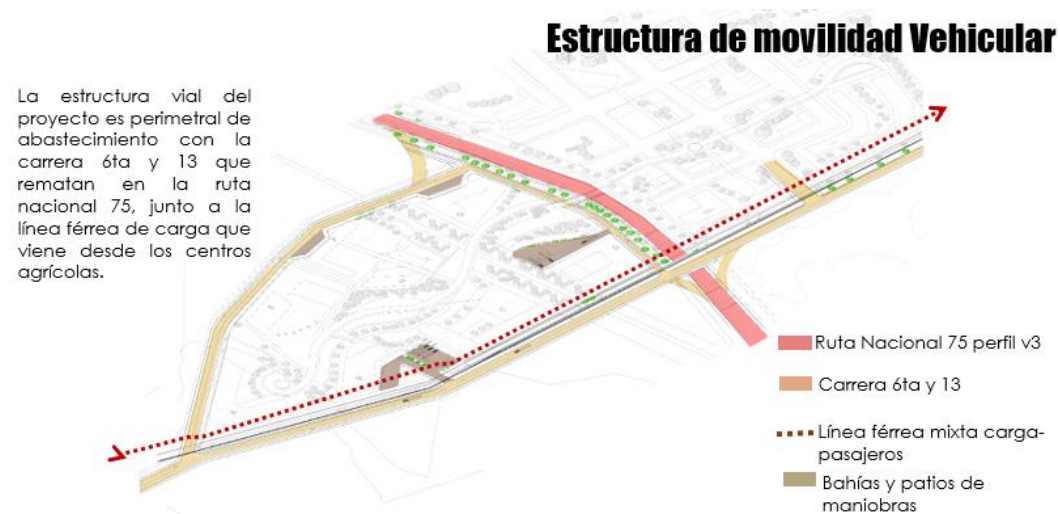 Estructura de movilidad Vehicular
La estructura vial del
proyecto es perimetral de
abastecimiento con la
carrera 6ta y 13 que
rematan en la ruta
nacional 75, junto a la
línea férrea de carga que
viene desde los centros
agrícolas.
Ruta Nacional 75 perfil v3
Carrera 6ta y 13
Línea férrea mixta carga-
pasajeros
Bahías y patios de
maniobras